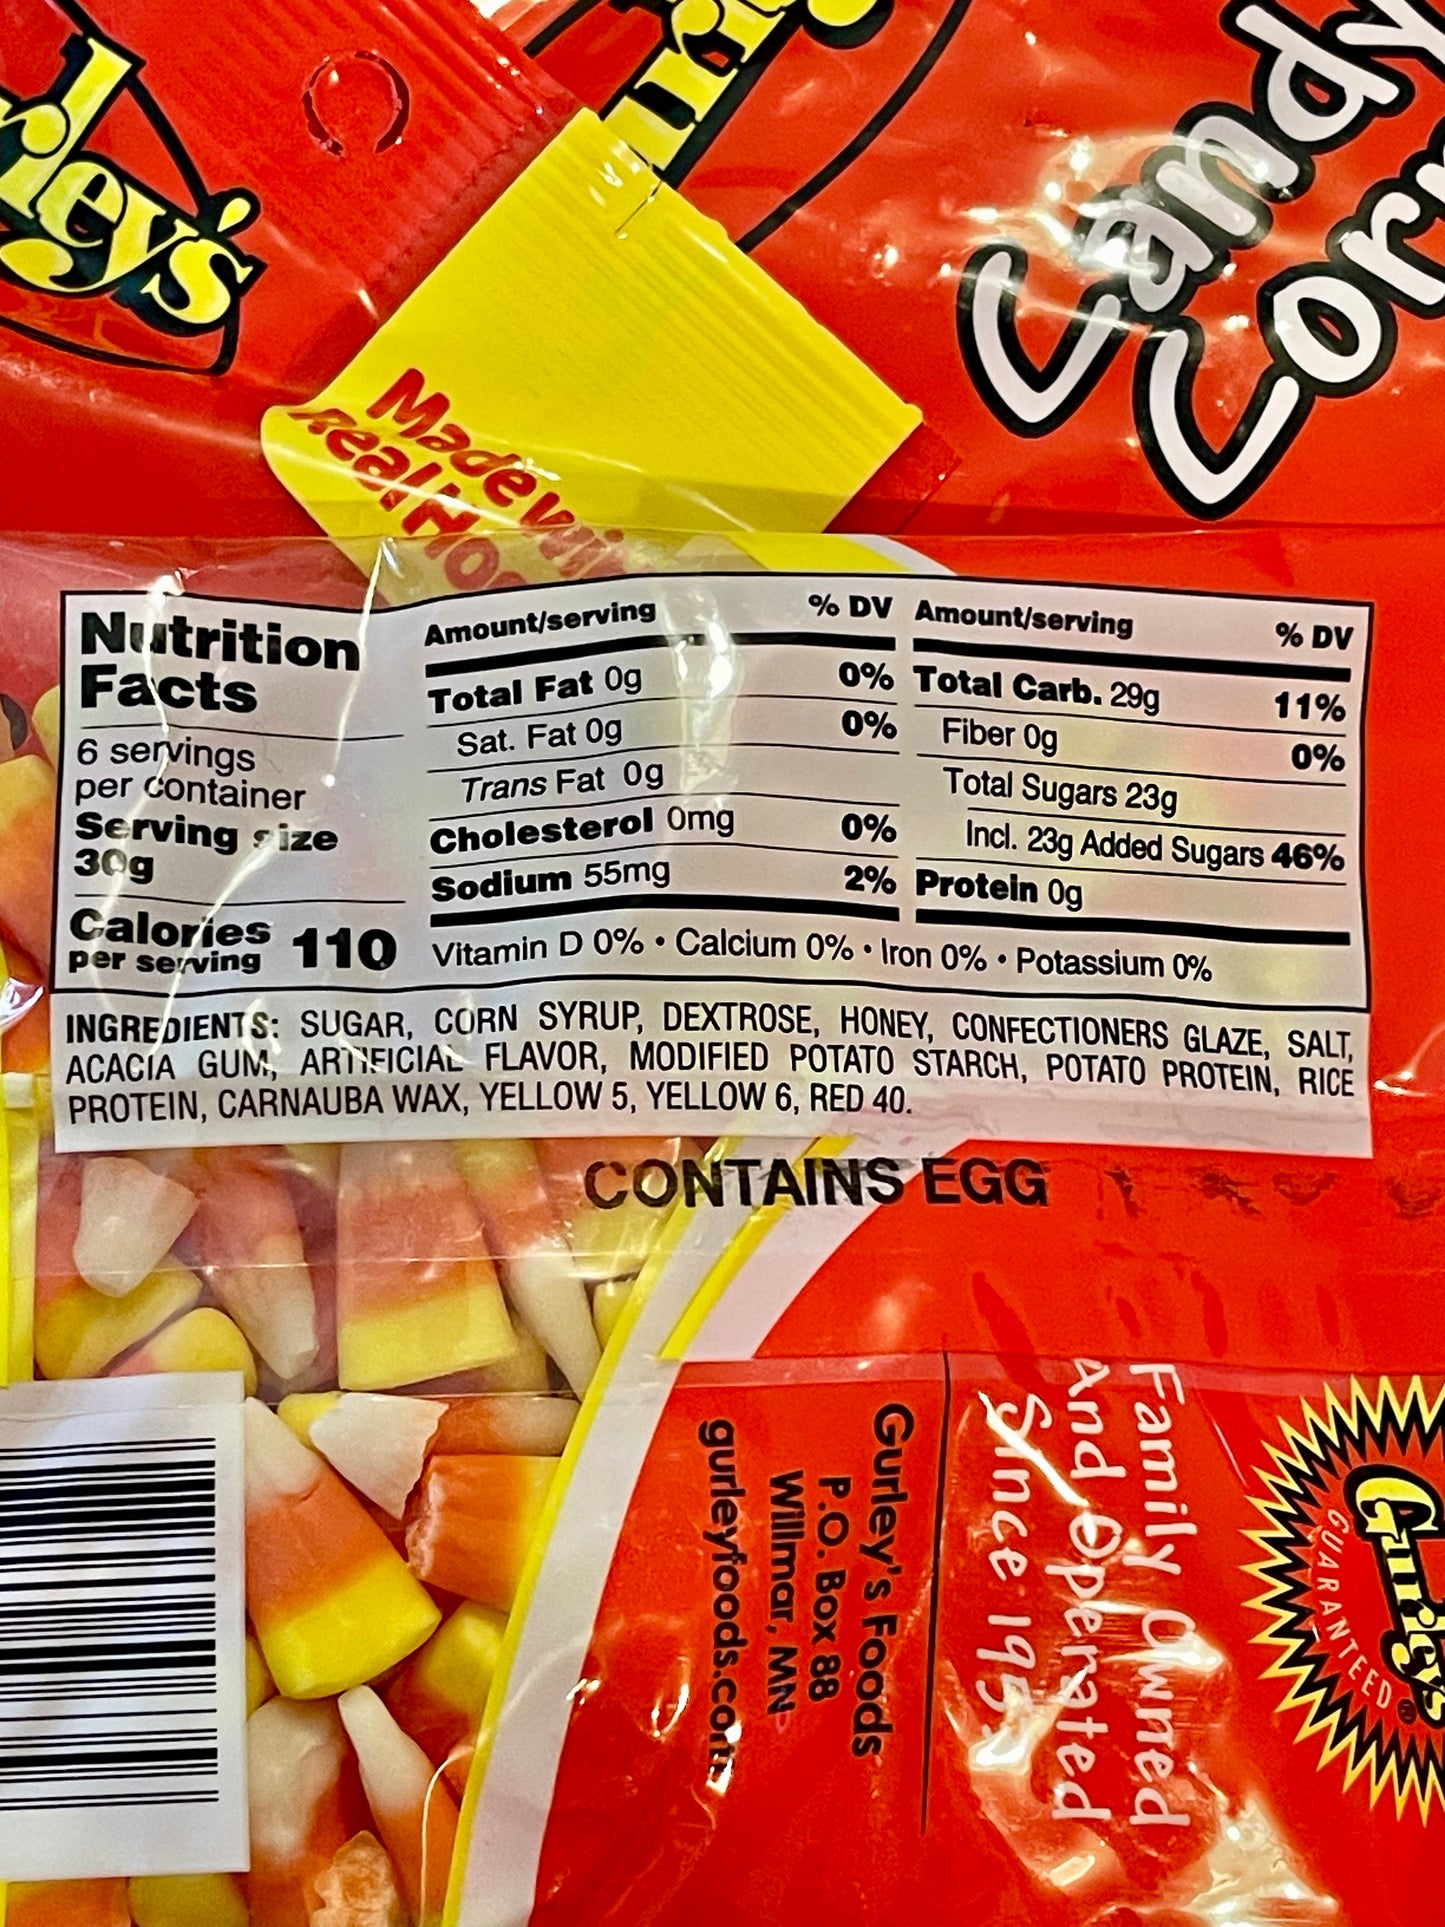 Candy
Made
Real
Nutrition
Facts
6 servings
per container
Serving size
30g
Calories
per serving 110
Amount/serving % DV
Total Fat 0g 0%
Sat. Fat 0g 0%
Trans Fat 0g
Cholesterol 0mg 0%
Sodium 55mg 2%
Amount/serving % DV
Total Carb. 29g 11%
Fiber 0g 0%
Total Sugars 23g
Incl. 23g Added Sugars 46%
Protein 0g
Vitamin D 0% • Calcium 0% • Iron 0% • Potassium 0%
INGREDIENTS: SUGAR, CORN SYRUP, DEXTROSE, HONEY, CONFECTIONERS GLAZE, SALT,
ACACIA GUM, ARTIFICIAL FLAVOR, MODIFIED POTATO STARCH, POTATO PROTEIN, RICE
PROTEIN, CARNAUBA WAX, YELLOW 5, YELLOW 6, RED 40.
CONTAINS EGG
Family Owned
And Operated
Since
Gurley's Foods
P.O. Box 88
Willmar, MN
gurleyfoods.com
Gurley's
GUARANTEED